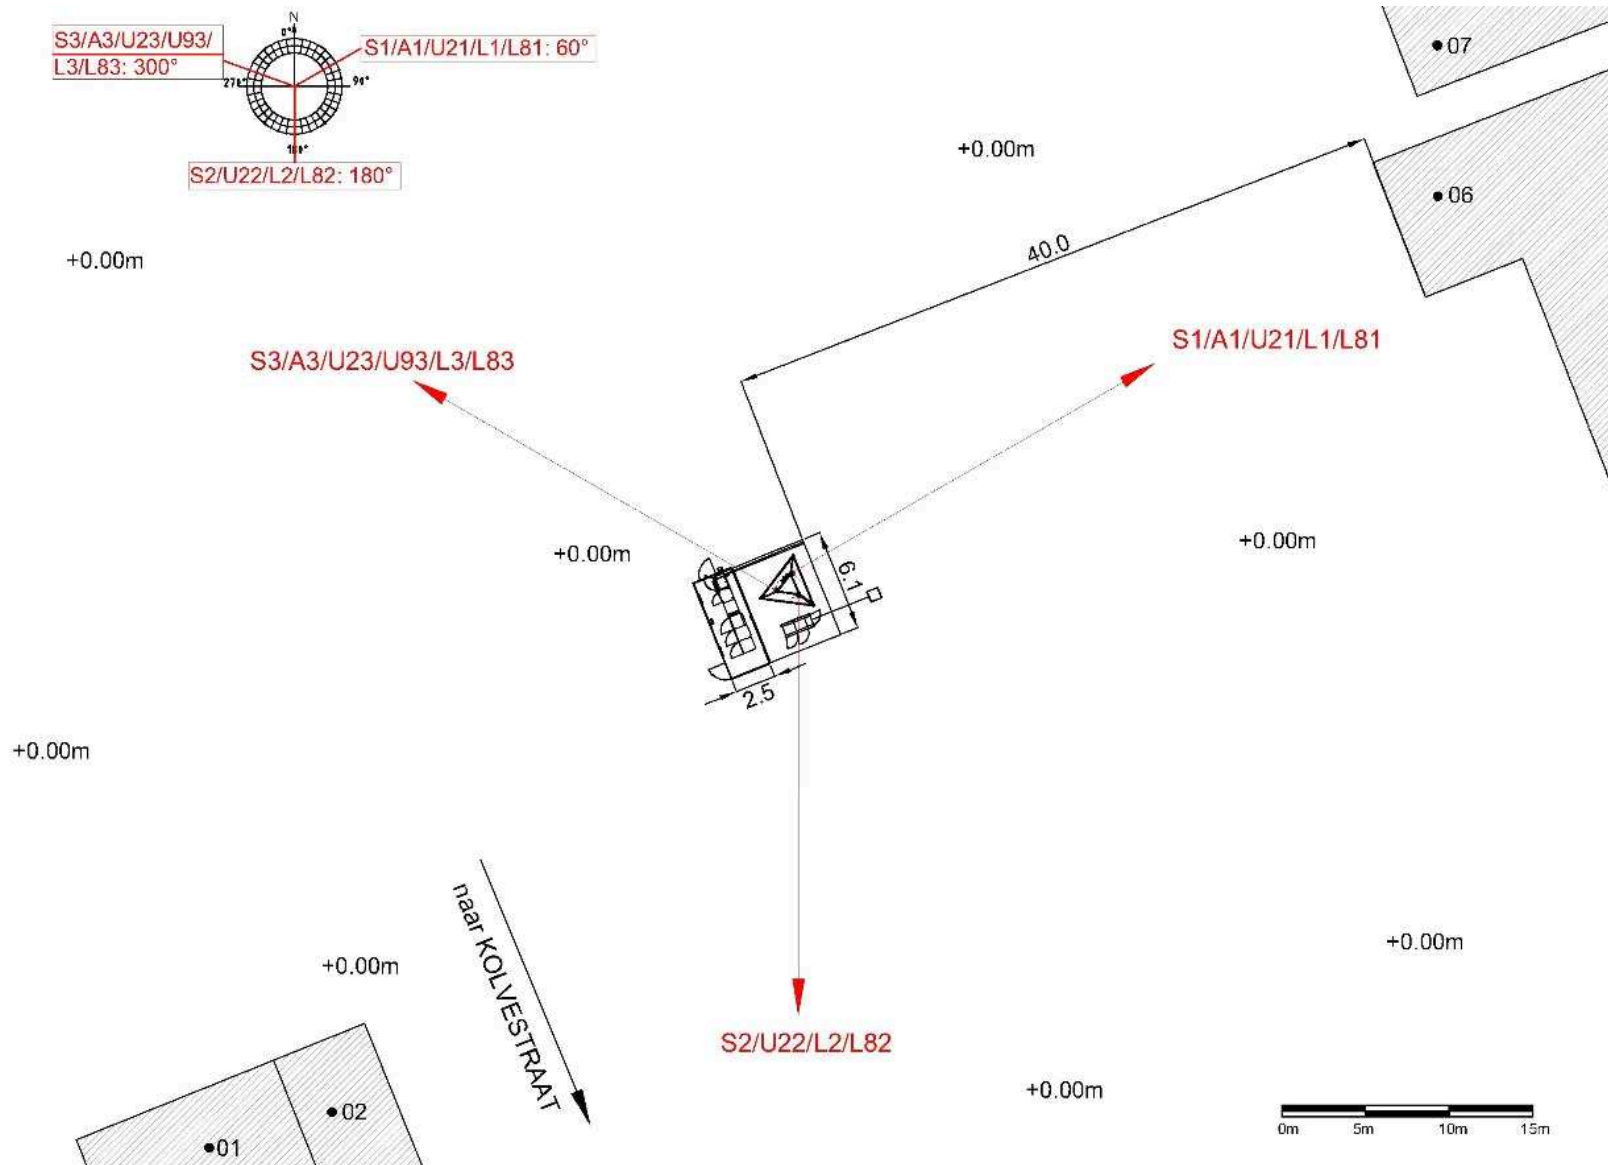 N
0°
S3/A3/U23/U93/
L3/L83: 300°
S1/A1/U21/L1/L81: 60°
90°
180°
S2/U22/L2/L82: 180°
07
+0.00m
06
40.0
+0.00m
S1/A1/U21/L1/L81
S3/A3/U23/U93/L3/L83
+0.00m
+0.00m
6.1
2.5
+0.00m
naar KOLVESTRAAT
+0.00m
+0.00m
S2/U22/L2/L82
+0.00m
02
01
0m 5m 10m 15m